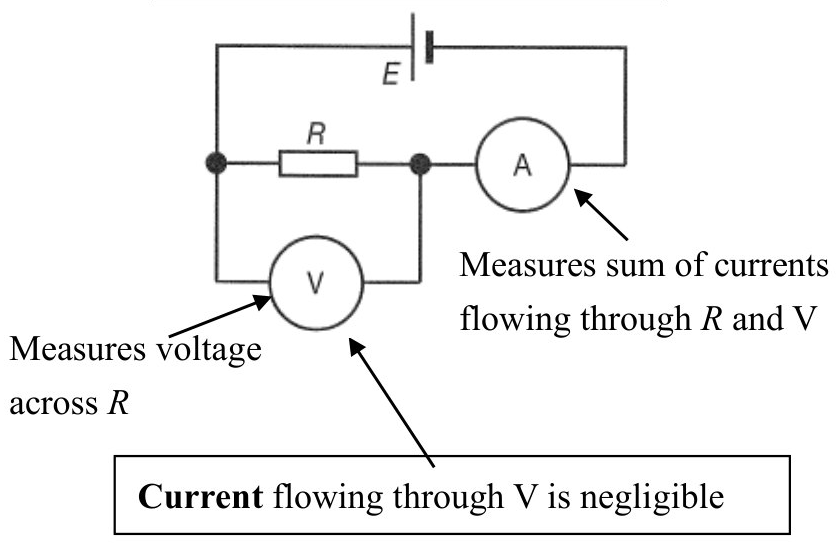 E
R
A
V
Measures sum of currents
flowing through R and V
Measures voltage
across R
Current flowing through V is negligible